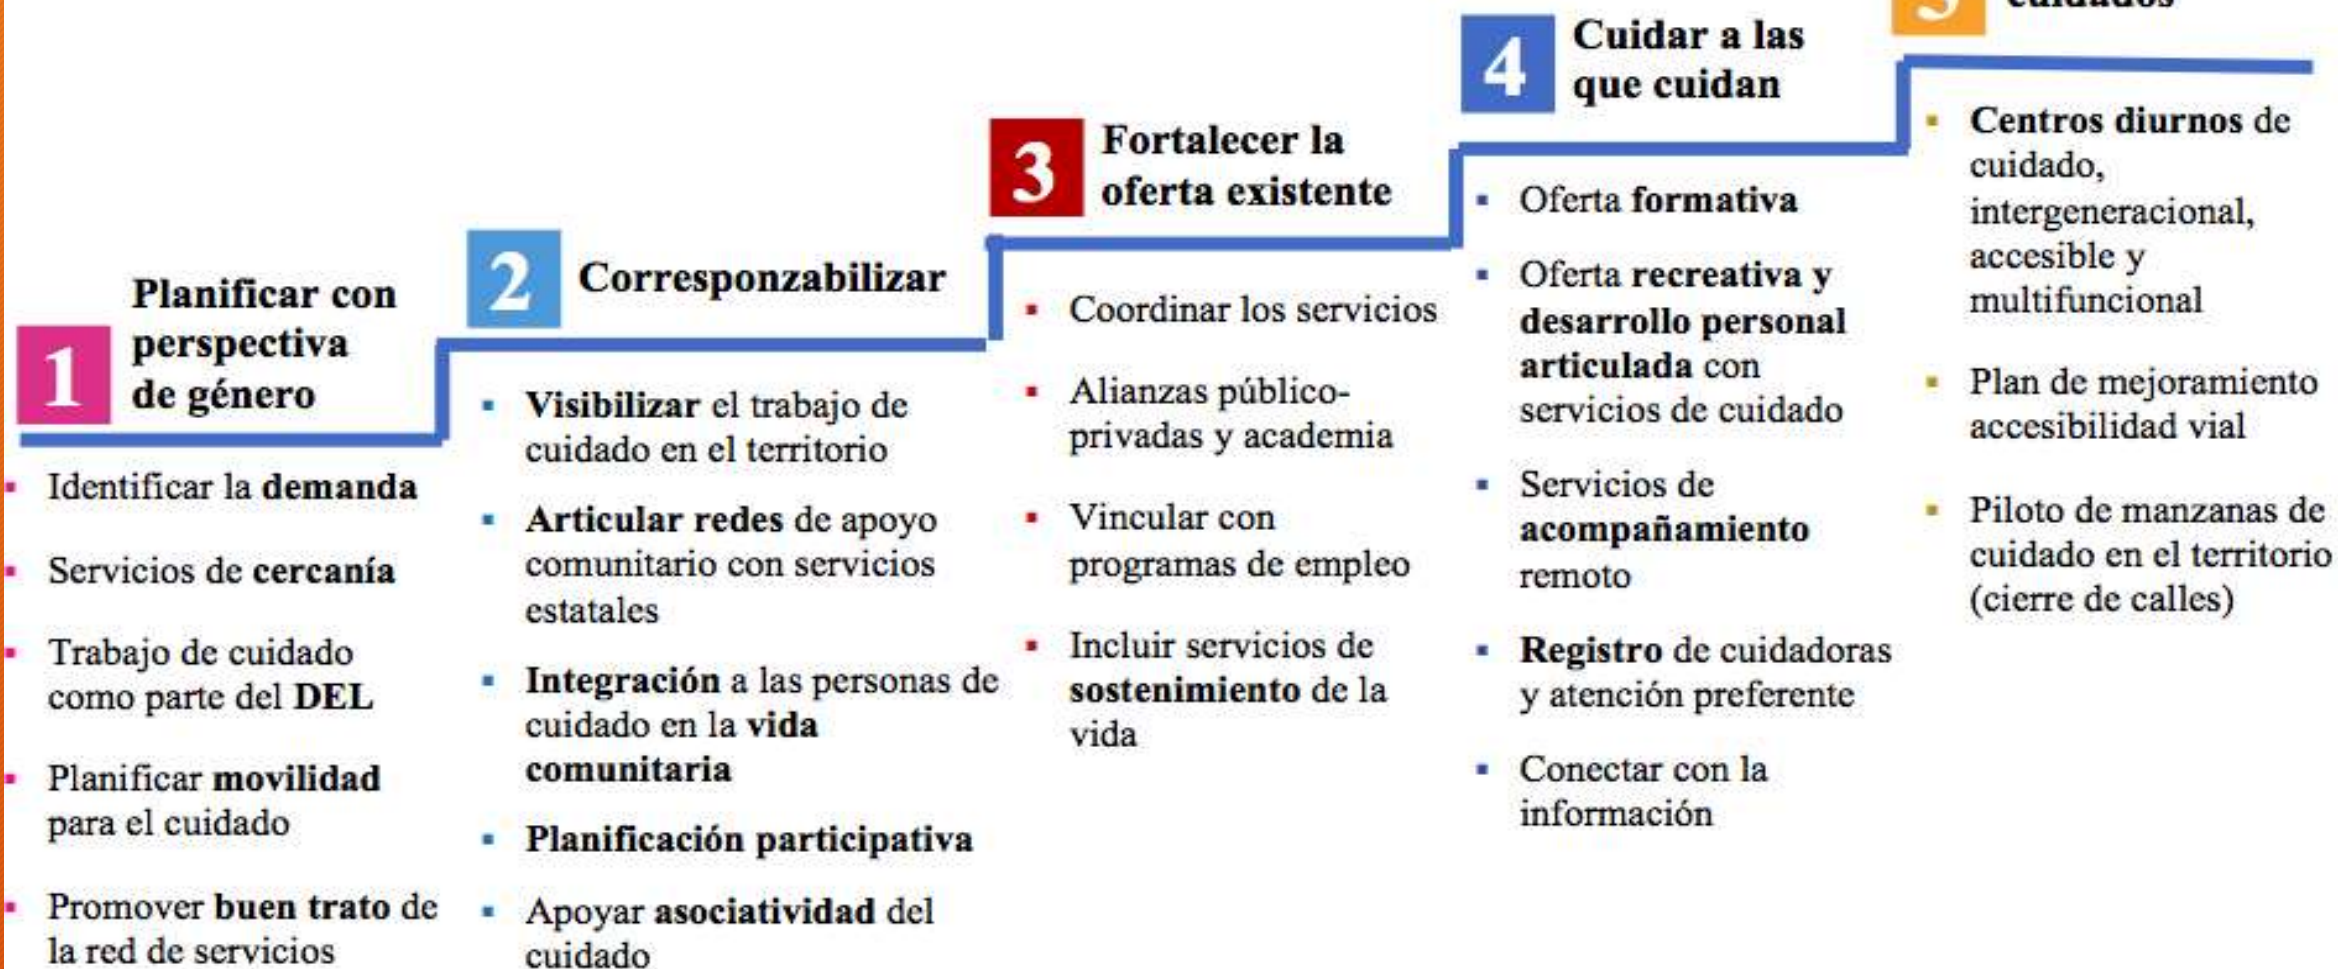 1
Planificar con
perspectiva
de género
Identificar la demanda
Servicios de cercanía
Trabajo de cuidado
como parte del DEL
Planificar movilidad
para el cuidado
Promover buen trato de
la red de servicios
2
Corresponzabilizar
Visibilizar el trabajo de
cuidado en el territorio
Articular redes de apoyo
comunitario con servicios
estatales
Integración a las personas de
cuidado en la vida
comunitaria
Planificación participativa
Apoyar asociatividad del
cuidado
3
Fortalecer la
oferta existente
Coordinar los servicios
Alianzas público-
privadas y academia
Vincular con
programas de empleo
Incluir servicios de
sostenimiento de la
vida
4
Cuidar a las
que cuidan
Oferta formativa
Oferta recreativa y
desarrollo personal
articulada con
servicios de cuidado
Servicios de
acompañamiento
remoto
Registro de cuidadoras
y atención preferente
Conectar con la
información
5
cuidados
Centros diurnos de
cuidado,
intergeneracional,
accesible y
multifuncional
Plan de mejoramiento
accesibilidad vial
Piloto de manzanas de
cuidado en el territorio
(cierre de calles)